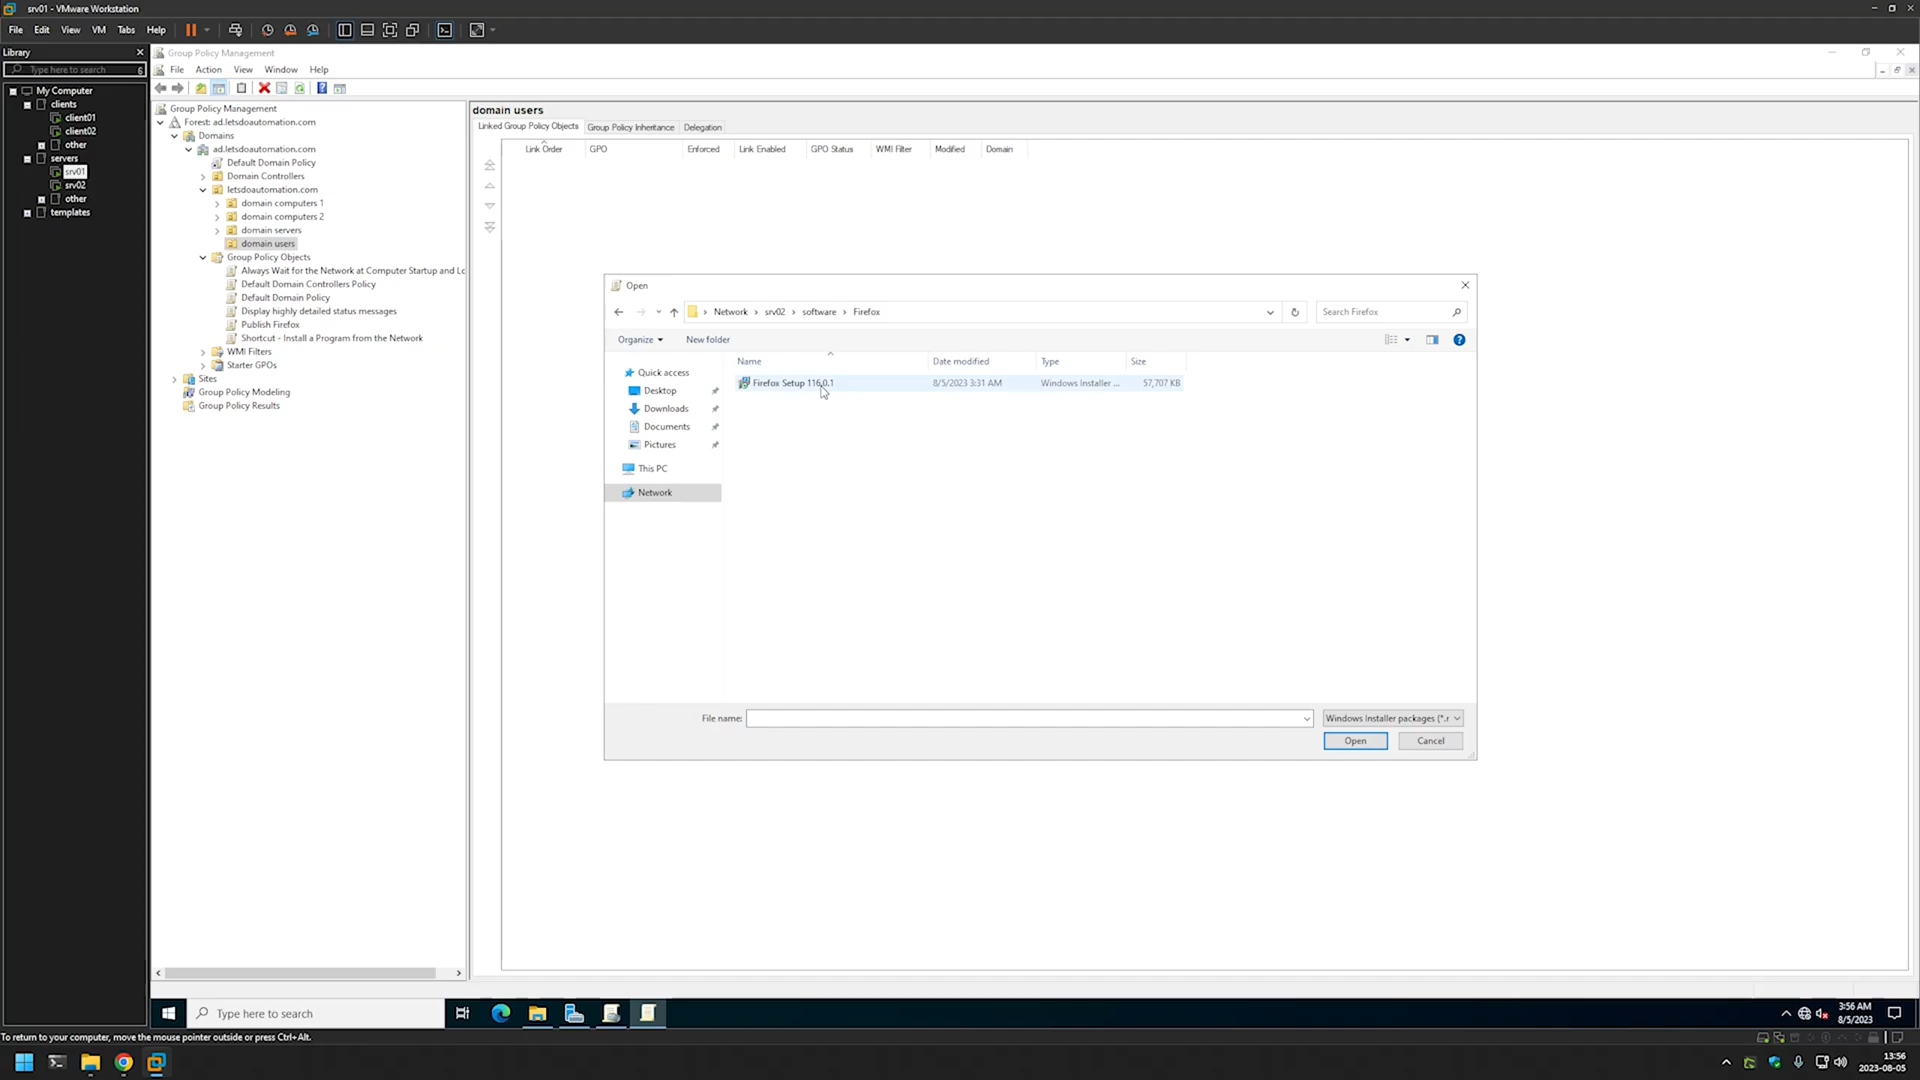 srv01 - VMware Workstation
File Edit View VM Tabs Help
Library
Type here to search
My Computer
clients
client01
client02
other
servers
srv01
srv02
other
templates
Group Policy Management
File Action View Window Help
Group Policy Management
Forest: ad.letsdoautomation.com
Domains
ad.letsdoautomation.com
Default Domain Policy
Domain Controllers
letsdoautomation.com
domain computers 1
domain computers 2
domain servers
domain users
Group Policy Objects
Always Wait for the Network at Computer Startup and Lo
Default Domain Controllers Policy
Default Domain Policy
Display highly detailed status messages
Publish Firefox
Shortcut - Install a Program from the Network
WMI Filters
Starter GPOs
Sites
Group Policy Modeling
Group Policy Results
domain users
Linked Group Policy Objects Group Policy Inheritance Delegation
Link Order GPO Enforced Link Enabled GPO Status WMI Filter Modified Domain
Open
Network › srv02 › software › Firefox
Search Firefox
Organize New folder
Name Date modified Type Size
Firefox Setup 116.0.1 8/5/2023 3:31 AM Windows Installer ... 57,707 KB
Quick access
Desktop
Downloads
Documents
Pictures
This PC
Network
File name:
Windows Installer packages (*.r
Open Cancel
Type here to search
3:56 AM
8/5/2023
To return to your computer, move the mouse pointer outside or press Ctrl+Alt.
13:56
2023-08-05